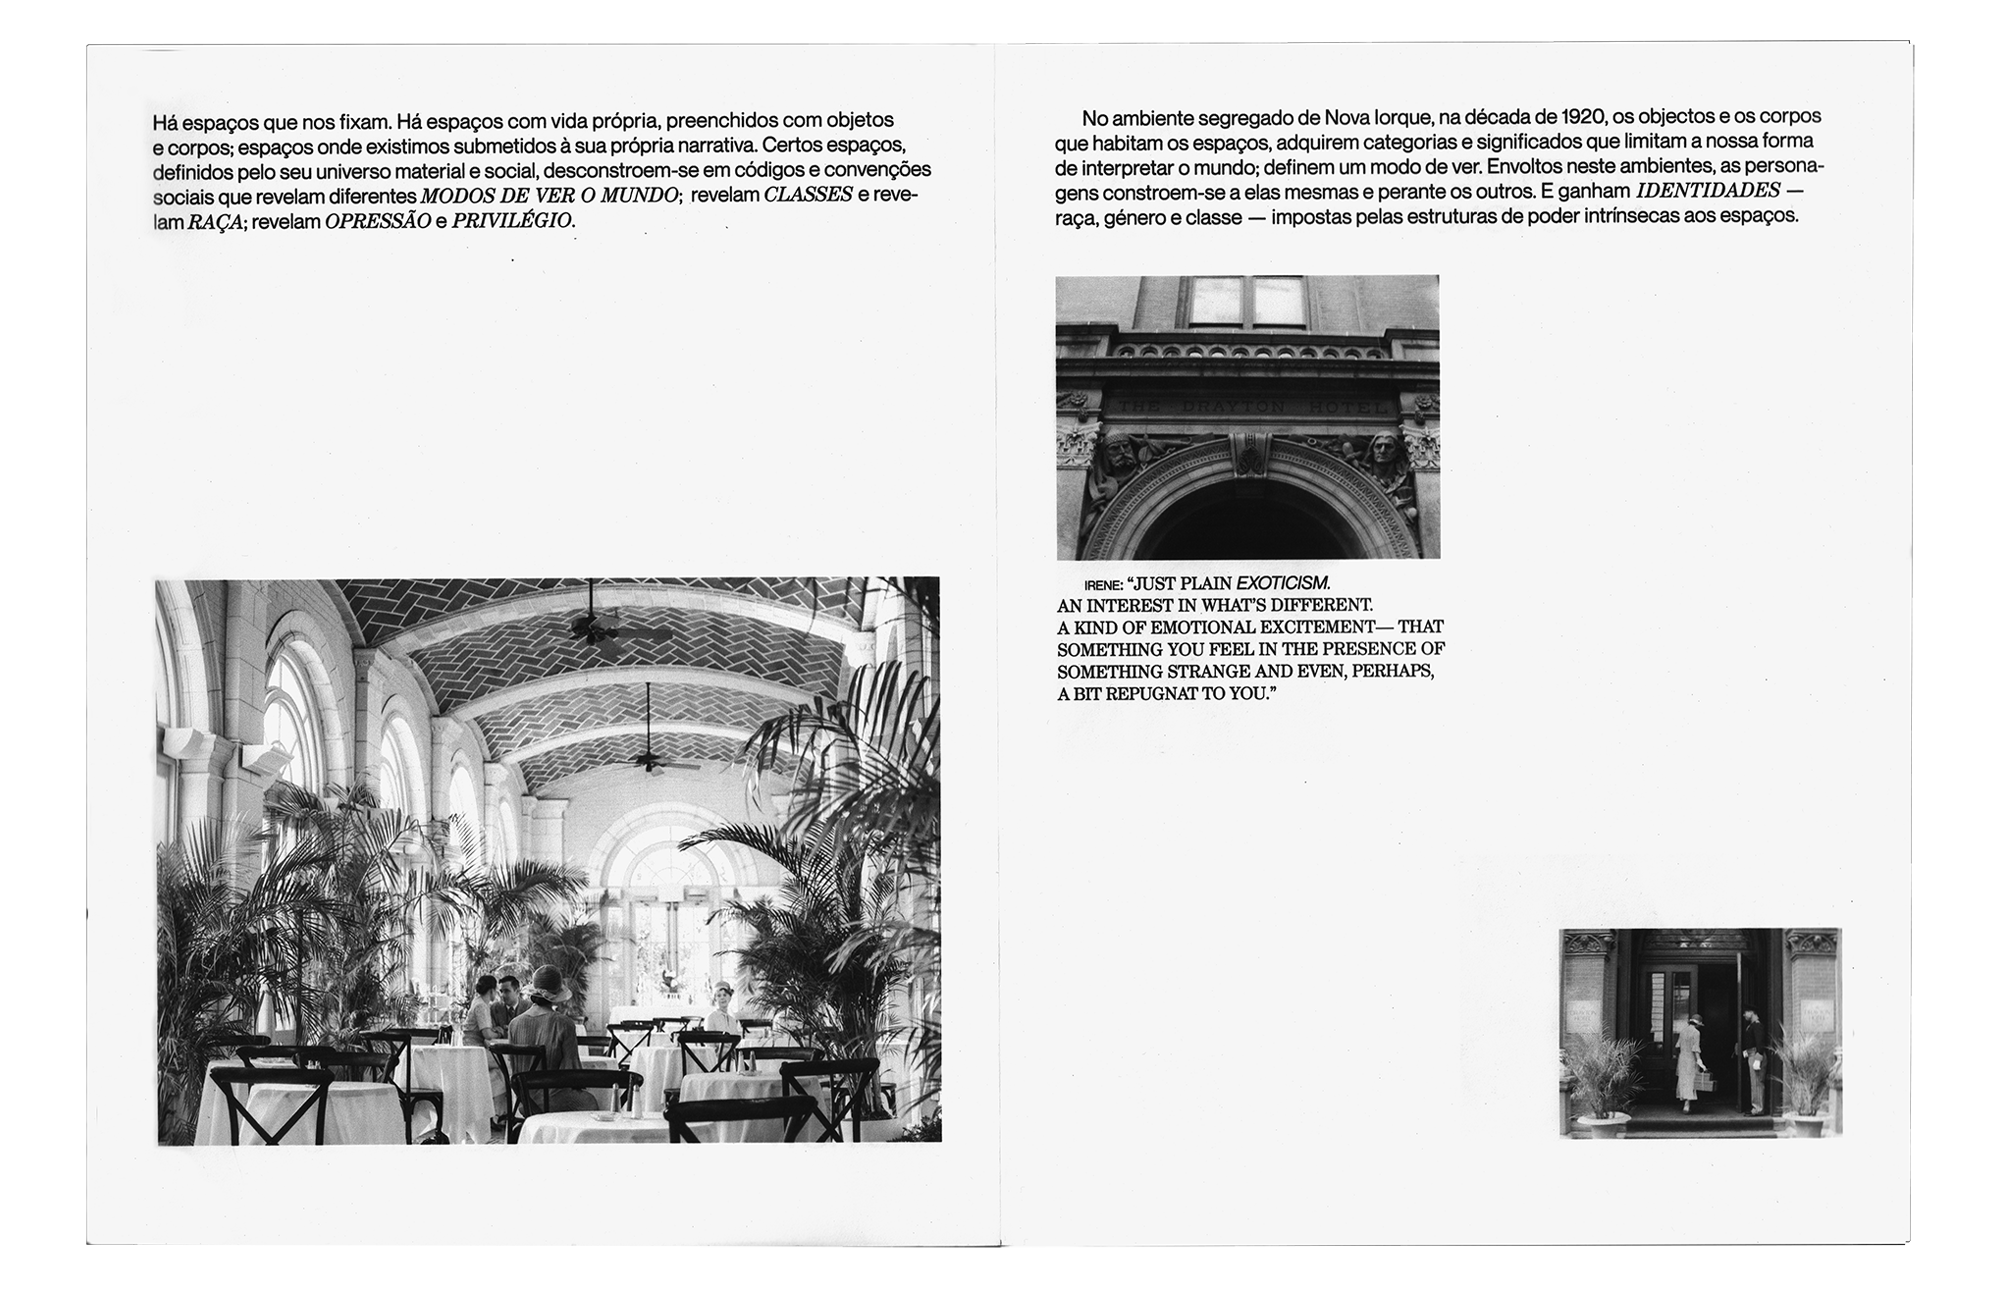 Há espaços que nos fixam. Há espaços com vida própria, preenchidos com objetos
e corpos; espaços onde existimos submetidos à sua própria narrativa. Certos espaços,
definidos pelo seu universo material e social, desconstroem-se em códigos e convenções
sociais que revelam diferentes MODOS DE VER O MUNDO; revelam CLASSES e reve-
lam RAÇA; revelam OPRESSÃO e PRIVILÉGIO.
No ambiente segregado de Nova Iorque, na década de 1920, os objectos e os corpos
que habitam os espaços, adquirem categorias e significados que limitam a nossa forma
de interpretar o mundo; definem um modo de ver. Envoltos neste ambientes, as persona-
gens constroem-se a elas mesmas e perante os outros. E ganham IDENTIDADES —
raça, género e classe — impostas pelas estruturas de poder intrínsecas aos espaços.
THE DRAYTON HOTEL
IRENE: “JUST PLAIN EXOTICISM.
AN INTEREST IN WHAT’S DIFFERENT.
A KIND OF EMOTIONAL EXCITEMENT— THAT
SOMETHING YOU FEEL IN THE PRESENCE OF
SOMETHING STRANGE AND EVEN, PERHAPS,
A BIT REPUGNAT TO YOU.”